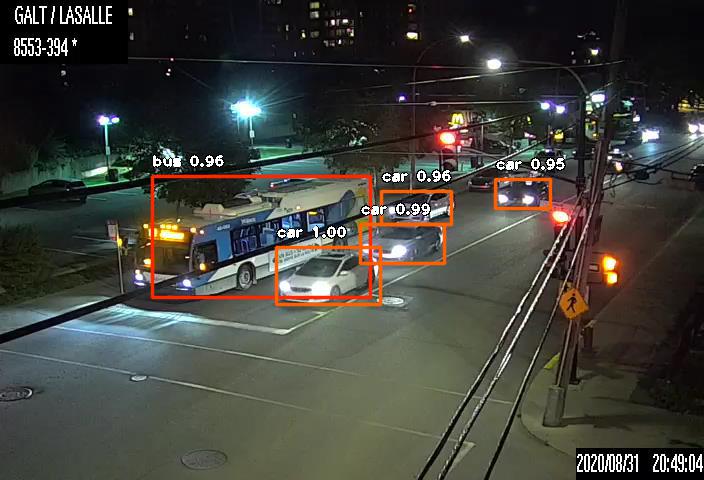 GALT / LASALLE
8553-394 *
bus 0.96
car 0.96
car 0.95
car 0.99
car 1.00
2020/08/31 20:49:04